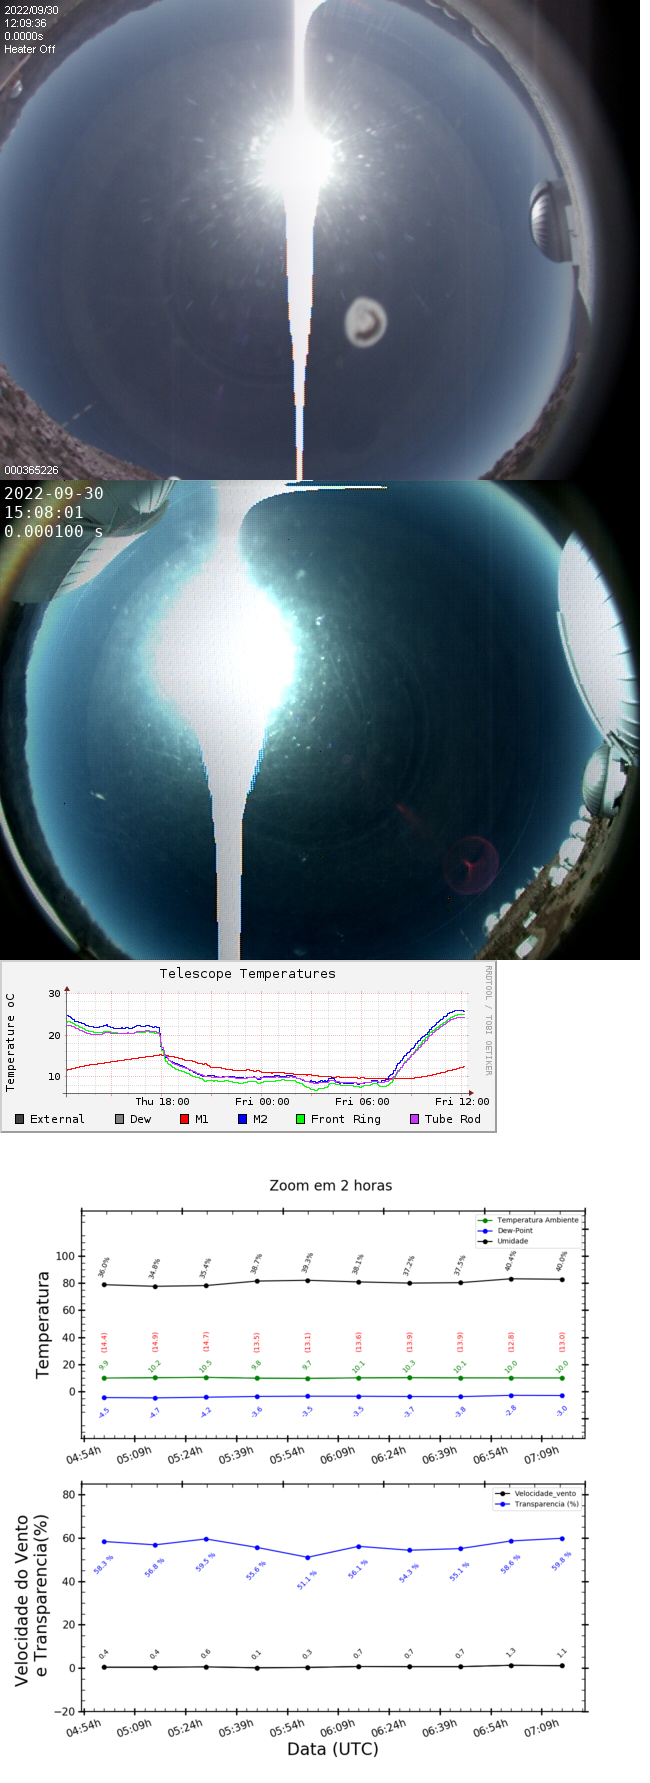 2022/09/30
12:09:36
0.0000s
Heater Off
000365226
2022-09-30
15:08:01
0.000100 s
Telescope Temperatures
RRDTOOL / TOBI OETIKER
Temperature oC
30
20
10
Thu 18:00 Fri 00:00 Fri 06:00 Fri 12:00
External Dew M1 M2 Front Ring Tube Rod
Zoom em 2 horas
Temperatura Ambiente
Dew-Point
Umidade
Temperatura
100
80
60
40
20
0
36.0% 34.8% 35.4% 38.7% 39.3% 38.1% 37.2% 37.5% 40.4% 40.0%
(14.4) (14.9) (14.7) (13.5) (13.1) (13.6) (13.9) (13.9) (12.8) (13.0)
9.9 10.2 10.5 9.8 9.7 10.1 10.3 10.1 10.0 10.0
-4.5 -4.7 -4.2 -3.6 -3.5 -3.5 -3.7 -3.8 -2.8 -3.0
04:54h 05:09h 05:24h 05:39h 05:54h 06:09h 06:24h 06:39h 06:54h 07:09h
Velocidade_vento
Transparencia (%)
Velocidade do Vento
e Transparencia(%)
80
60
40
20
0
−20
58.3 % 56.8 % 59.5 % 55.6 % 51.1 % 56.1 % 54.3 % 55.1 % 58.6 % 59.8 %
0.4 0.4 0.6 0.1 0.3 0.7 0.7 0.7 1.3 1.1
04:54h 05:09h 05:24h 05:39h 05:54h 06:09h 06:24h 06:39h 06:54h 07:09h
Data (UTC)